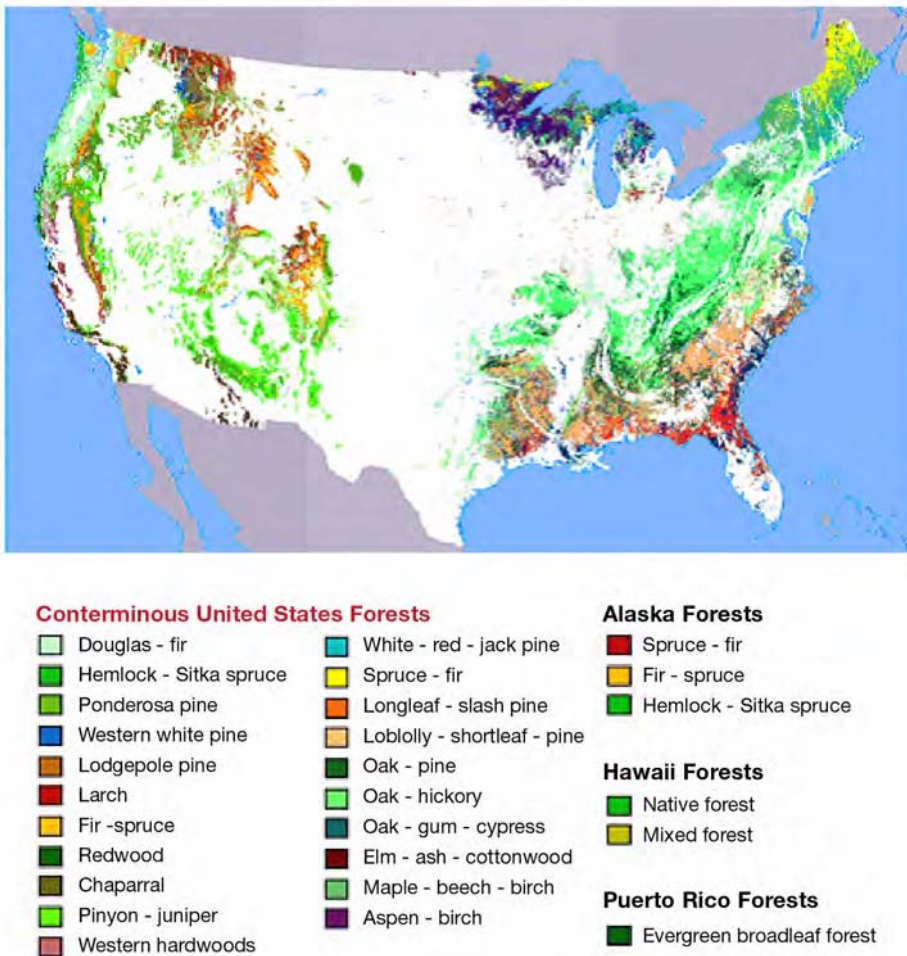 Conterminous United States Forests
Douglas - fir
Hemlock - Sitka spruce
Ponderosa pine
Western white pine
Lodgepole pine
Larch
Fir -spruce
Redwood
Chaparral
Pinyon - juniper
Western hardwoods
White - red - jack pine
Spruce - fir
Longleaf - slash pine
Loblolly - shortleaf - pine
Oak - pine
Oak - hickory
Oak - gum - cypress
Elm - ash - cottonwood
Maple - beech - birch
Aspen - birch
Alaska Forests
Spruce - fir
Fir - spruce
Hemlock - Sitka spruce
Hawaii Forests
Native forest
Mixed forest
Puerto Rico Forests
Evergreen broadleaf forest